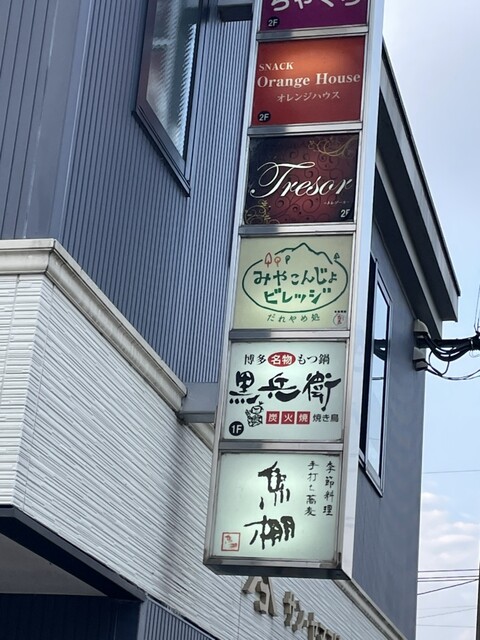 ちゃくら
2F
SNACK
Orange House
オレンジハウス
2F
Tresor
2F
みやこんじょ
ビレッジ
だれやめ処
博多名物もつ鍋
黒兵衛
炭火焼焼き鳥
1F
季節料理
手打ち蕎麦
魚棚